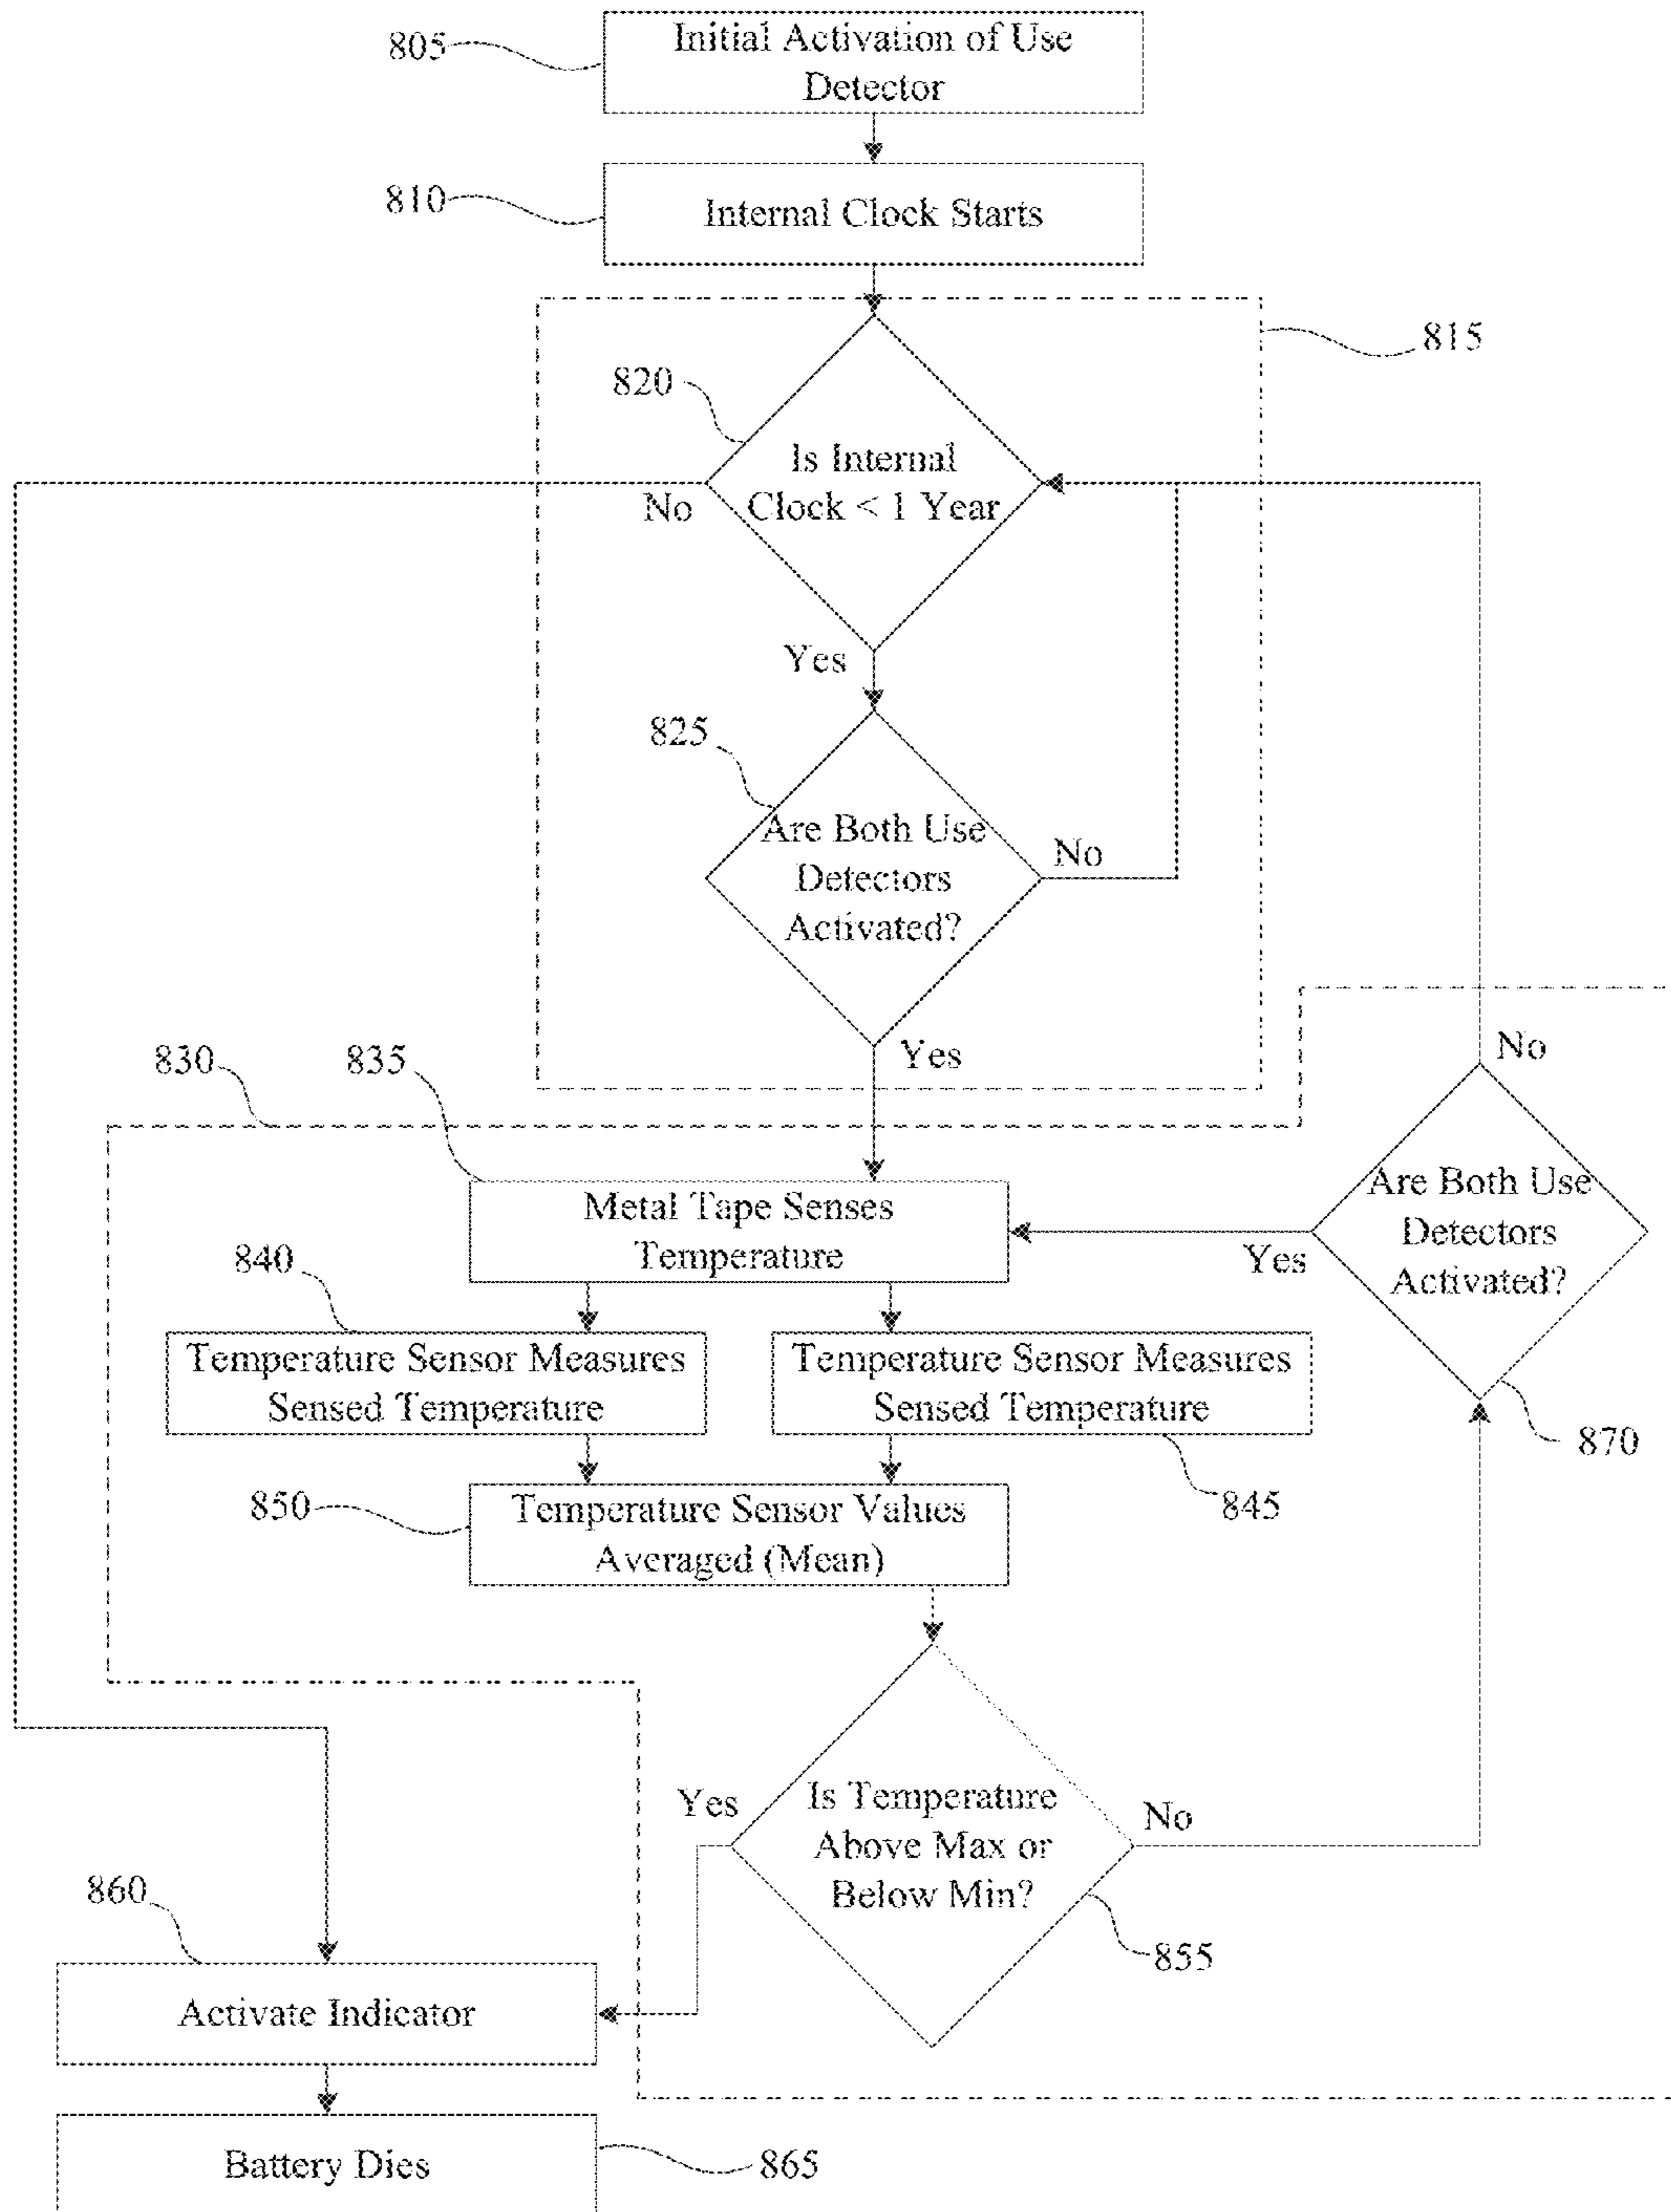 805
Initial Activation of Use
Detector
810
Internal Clock Starts
815
820
Is Internal
Clock < 1 Year
No
Yes
825
Are Both Use
Detectors
Activated?
No
Yes
830
835
No
Metal Tape Senses
Temperature
Are Both Use
Detectors
Activated?
Yes
870
840
Temperature Sensor Measures
Sensed Temperature
Temperature Sensor Measures
Sensed Temperature
845
850
Temperature Sensor Values
Averaged (Mean)
Yes
Is Temperature
Above Max or
Below Min?
No
855
860
Activate Indicator
Battery Dies
865